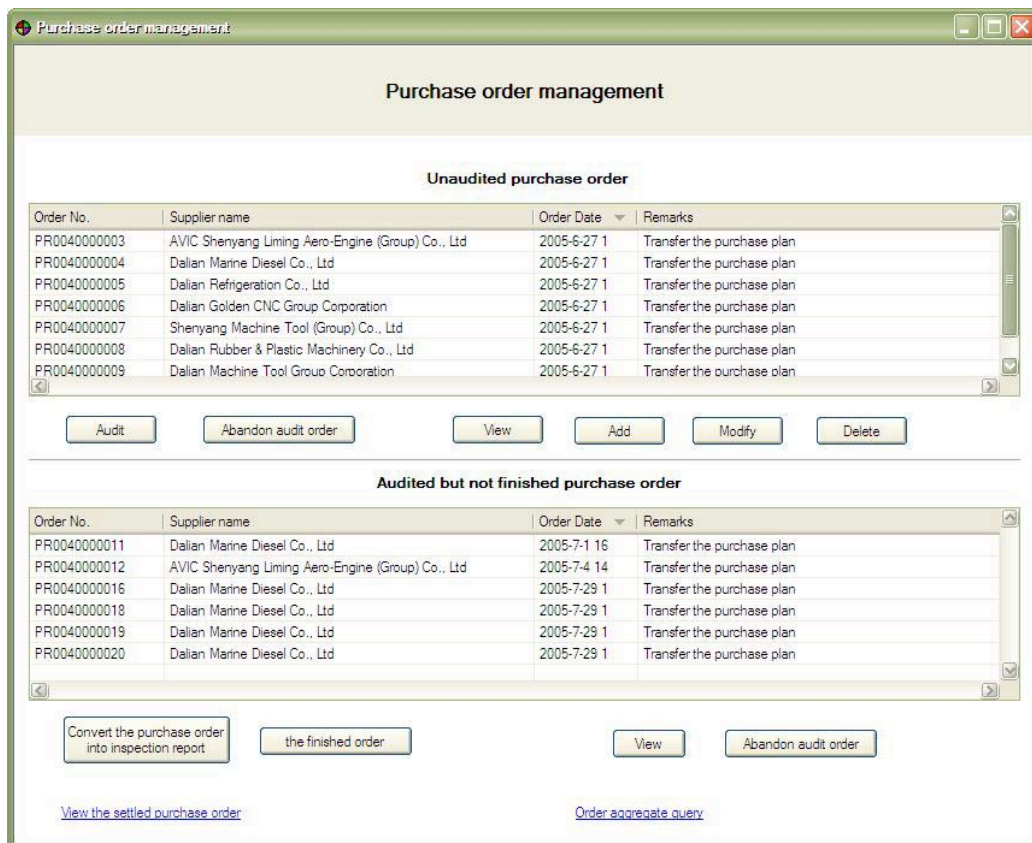 Purchase order management
Purchase order management
Unaudited purchase order
Order No. Supplier name Order Date Remarks
PR0040000003 AVIC Shenyang Liming Aero-Engine (Group) Co., Ltd 2005-6-27 1 Transfer the purchase plan
PR0040000004 Dalian Marine Diesel Co., Ltd 2005-6-27 1 Transfer the purchase plan
PR0040000005 Dalian Refrigeration Co., Ltd 2005-6-27 1 Transfer the purchase plan
PR0040000006 Dalian Golden CNC Group Corporation 2005-6-27 1 Transfer the purchase plan
PR0040000007 Shenyang Machine Tool (Group) Co., Ltd 2005-6-27 1 Transfer the purchase plan
PR0040000008 Dalian Rubber & Plastic Machinery Co., Ltd 2005-6-27 1 Transfer the purchase plan
PR0040000009 Dalian Machine Tool Group Corporation 2005-6-27 1 Transfer the purchase plan
Audit Abandon audit order View Add Modify Delete
Audited but not finished purchase order
Order No. Supplier name Order Date Remarks
PR0040000011 Dalian Marine Diesel Co., Ltd 2005-7-1 16 Transfer the purchase plan
PR0040000012 AVIC Shenyang Liming Aero-Engine (Group) Co., Ltd 2005-7-4 14 Transfer the purchase plan
PR0040000016 Dalian Marine Diesel Co., Ltd 2005-7-29 1 Transfer the purchase plan
PR0040000018 Dalian Marine Diesel Co., Ltd 2005-7-29 1 Transfer the purchase plan
PR0040000019 Dalian Marine Diesel Co., Ltd 2005-7-29 1 Transfer the purchase plan
PR0040000020 Dalian Marine Diesel Co., Ltd 2005-7-29 1 Transfer the purchase plan
Convert the purchase order
into inspection report
the finished order View Abandon audit order
View the settled purchase order Order aggregate query